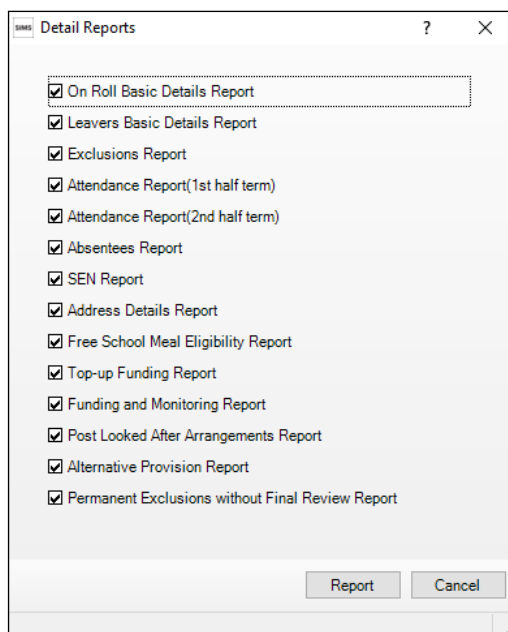 SIMS Detail Reports ?
On Roll Basic Details Report
Leavers Basic Details Report
Exclusions Report
Attendance Report(1st half term)
Attendance Report(2nd half term)
Absentees Report
SEN Report
Address Details Report
Free School Meal Eligibility Report
Top-up Funding Report
Funding and Monitoring Report
Post Looked After Arrangements Report
Alternative Provision Report
Permanent Exclusions without Final Review Report
Report Cancel